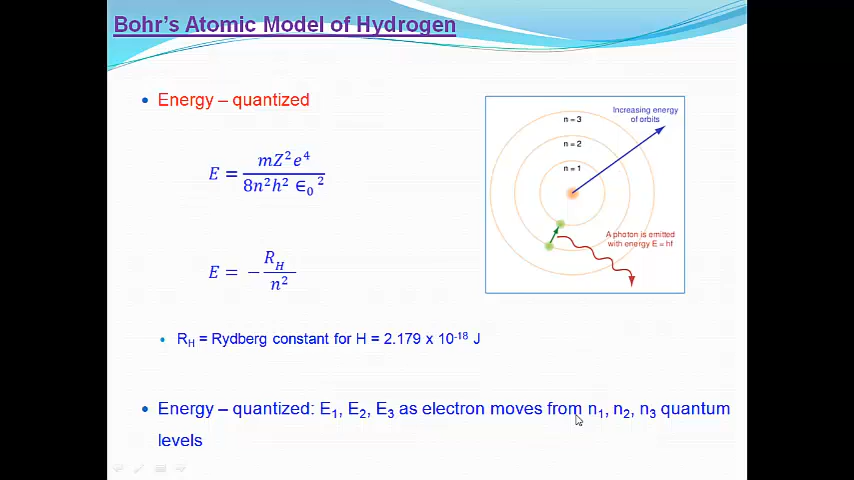 Bohr's Atomic Model of Hydrogen
• Energy – quantized
E = mZ²e⁴ / 8n²h² ∈₀²
E = − R_H / n²
• R_H = Rydberg constant for H = 2.179 x 10⁻¹⁸ J
• Energy – quantized: E₁, E₂, E₃ as electron moves from n₁, n₂, n₃ quantum
levels
Increasing energy
of orbits
n = 3
n = 2
n = 1
A photon is emitted
with energy E = hf